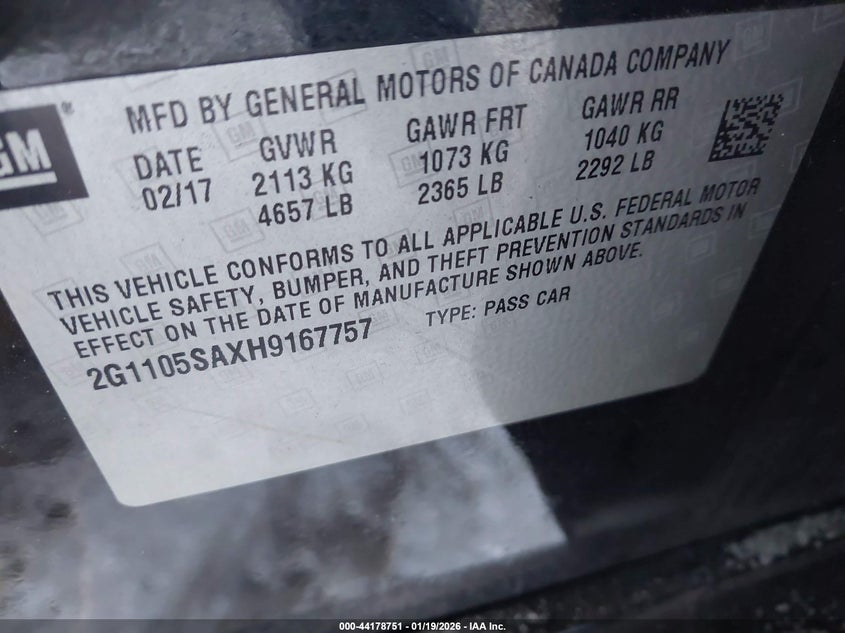 MFD BY GENERAL MOTORS OF CANADA COMPANY
GM
®
DATE GVWR GAWR FRT GAWR RR
02/17 2113 KG 1073 KG 1040 KG
4657 LB 2365 LB 2292 LB
THIS VEHICLE CONFORMS TO ALL APPLICABLE U.S. FEDERAL MOTOR
VEHICLE SAFETY, BUMPER, AND THEFT PREVENTION STANDARDS IN
EFFECT ON THE DATE OF MANUFACTURE SHOWN ABOVE.
2G1105SAXH9167757 TYPE: PASS CAR
000-44178751 - 01/19/2026 - IAA Inc.